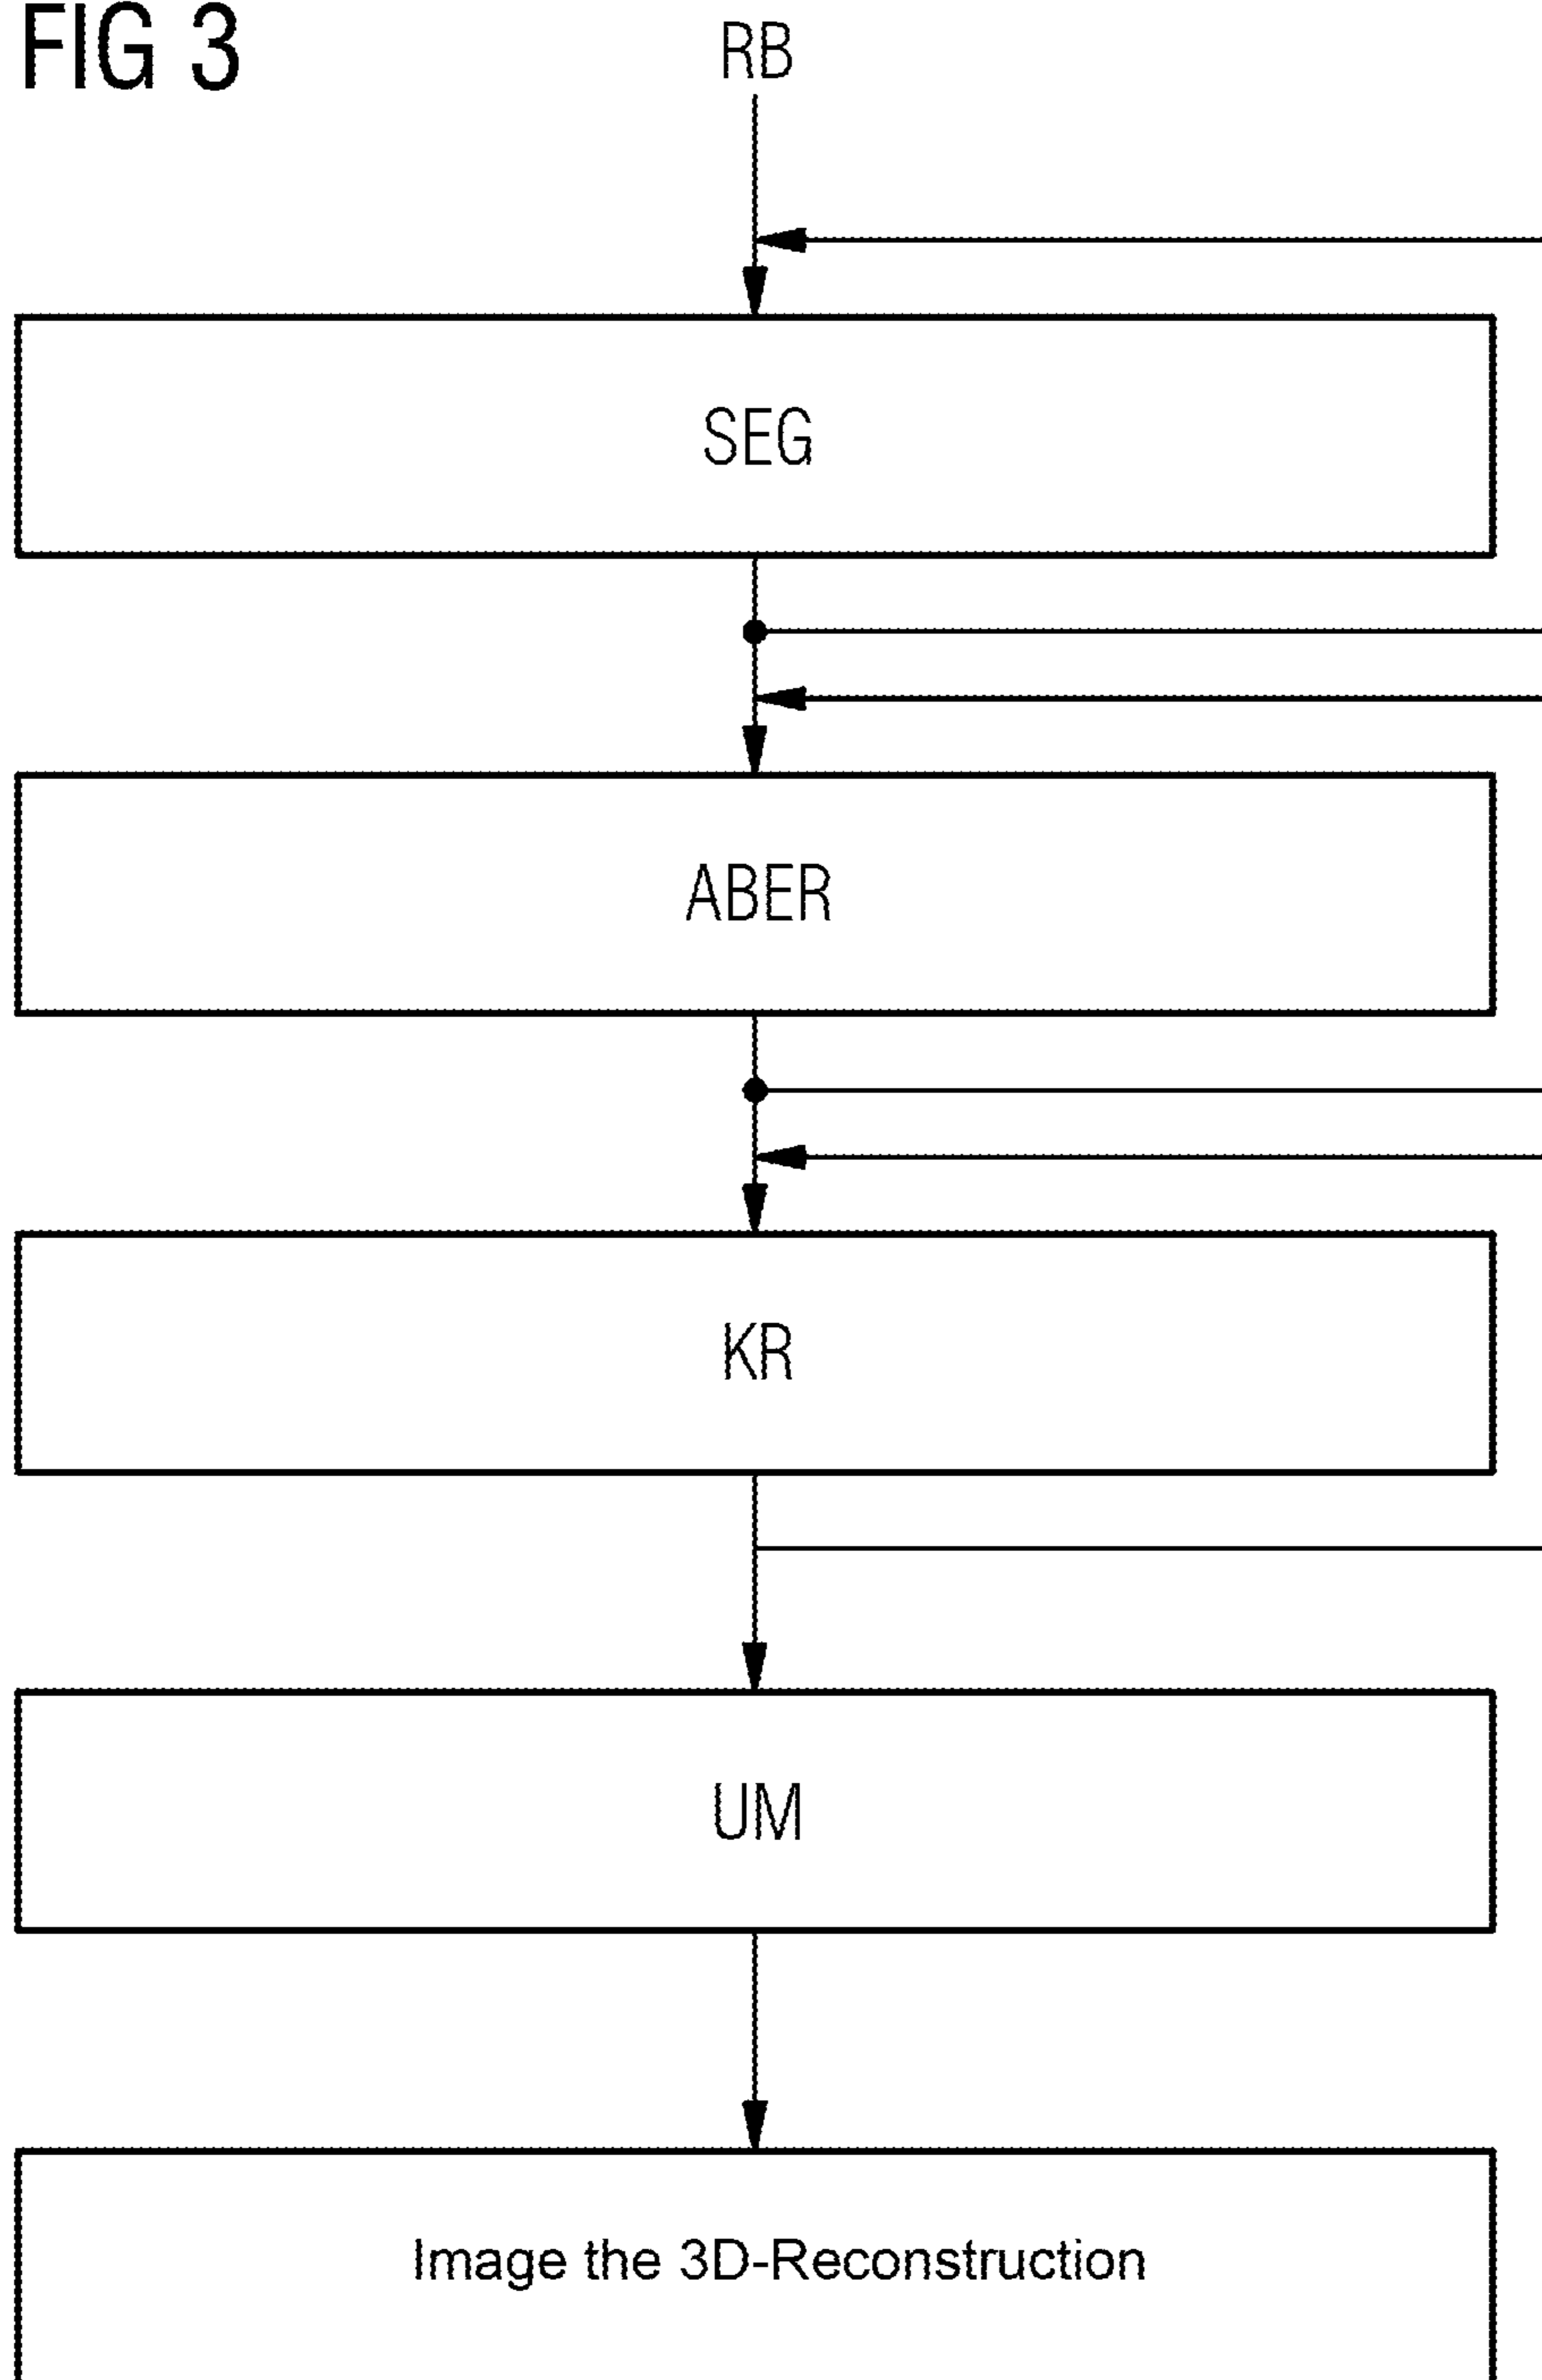 FIG 3
RB
SEG
ABER
KR
UM
Image the 3D-Reconstruction